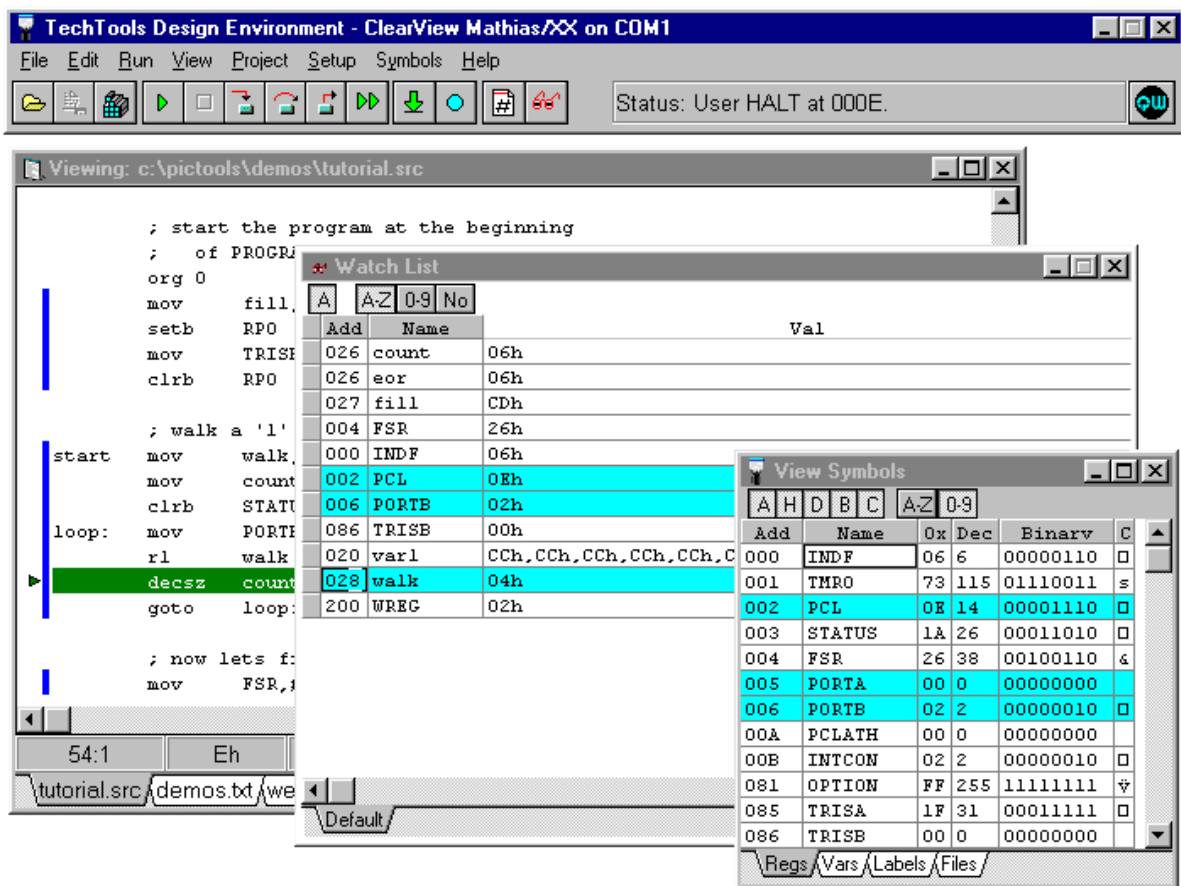 TechTools Design Environment - ClearView Mathias/XX on COM1
File Edit Run View Project Setup Symbols Help
Status: User HALT at 000E.
Viewing: c:\pictools\demos\tutorial.src
; start the program at the beginning
; of PROGRA
org 0
mov fill,
setb RP0
mov TRISB
clrb RP0
; walk a '1'
start mov walk,
mov count
clrb STATU
loop: mov PORTB
rl walk
decsz count
goto loop:
; now lets fi
mov FSR,#
54:1 Eh
tutorial.src demos.txt we
Watch List
A A-Z 0-9 No
Add Name Val
026 count 06h
026 eor 06h
027 fill CDh
004 FSR 26h
000 INDF 06h
002 PCL 0Eh
006 PORTB 02h
086 TRISB 00h
020 var1 CCh,CCh,CCh,CCh,CCh,C
028 walk 04h
200 WREG 02h
Default
View Symbols
A H D B C A-Z 0-9
Add Name 0x Dec Binary C
000 INDF 06 6 00000110
001 TMR0 73 115 01110011 s
002 PCL 0E 14 00001110
003 STATUS 1A 26 00011010
004 FSR 26 38 00100110 &
005 PORTA 00 0 00000000
006 PORTB 02 2 00000010
00A PCLATH 00 0 00000000
00B INTCON 02 2 00000010
081 OPTION FF 255 11111111 ÿ
085 TRISA 1F 31 00011111
086 TRISB 00 0 00000000
Regs Vars Labels Files